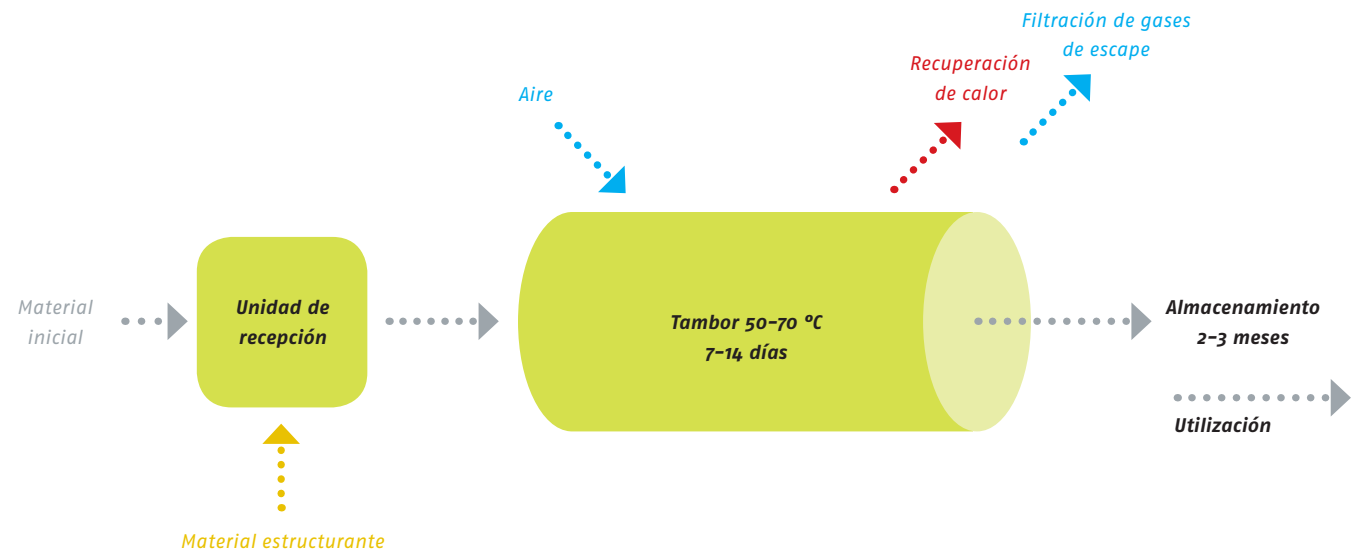 Filtración de gases
de escape
Recuperación
de calor
Aire
Material
inicial
Unidad de
recepción
Tambor 50–70 ºC
7–14 días
Almacenamiento
2–3 meses
Utilización
Material estructurante